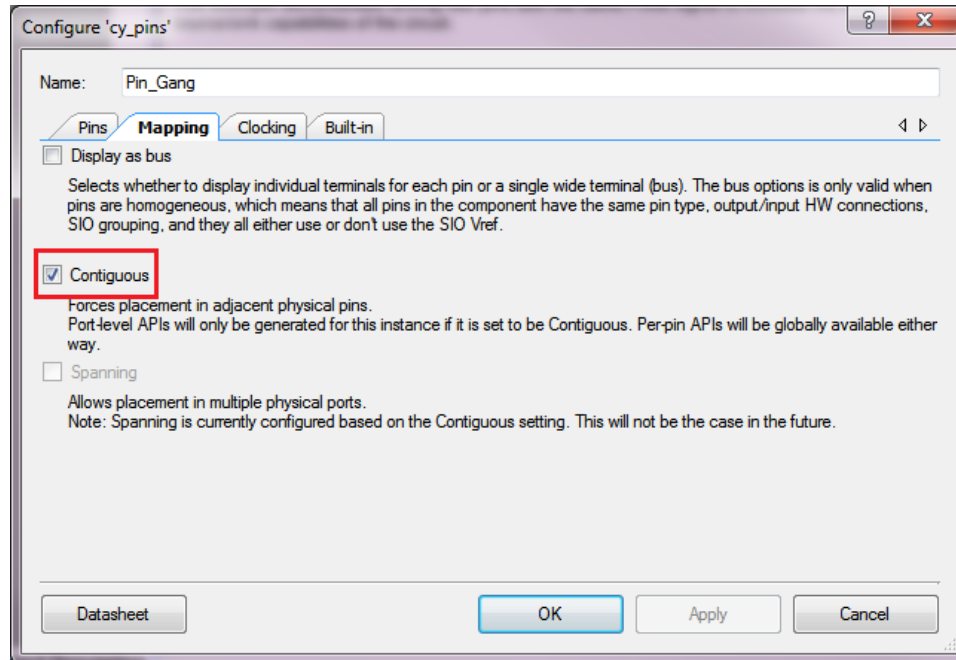 Configure 'cy_pins'
Name: Pin_Gang
Pins Mapping Clocking Built-in
Display as bus
Selects whether to display individual terminals for each pin or a single wide terminal (bus). The bus options is only valid when
pins are homogeneous, which means that all pins in the component have the same pin type, output/input HW connections,
SIO grouping, and they all either use or don't use the SIO Vref.
Contiguous
Forces placement in adjacent physical pins.
Port-level APIs will only be generated for this instance if it is set to be Contiguous. Per-pin APIs will be globally available either
way.
Spanning
Allows placement in multiple physical ports.
Note: Spanning is currently configured based on the Contiguous setting. This will not be the case in the future.
Datasheet OK Apply Cancel